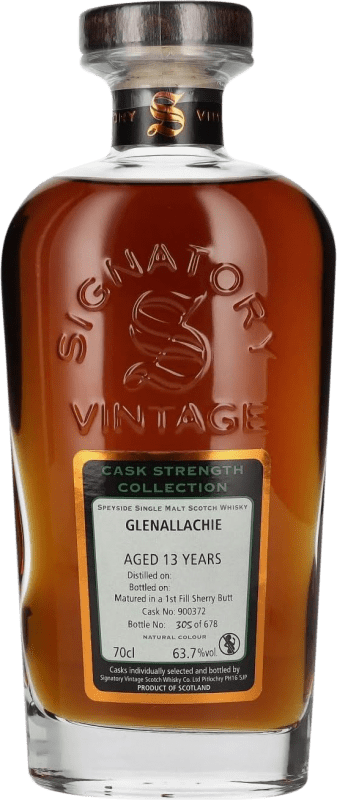 ORY S VIN
SIGNATORY
S
VINTAGE
CASK STRENGTH
COLLECTION
SPEYSIDE SINGLE MALT SCOTCH WHISKY
GLENALLACHIE
AGED 13 YEARS
Distilled on:
Bottled on:
Matured in a 1st Fill Sherry Butt
Cask No: 900372
Bottle No: 305 of 678
NATURAL COLOUR
70cl 63.7%vol.
Casks individually selected and bottled by
Signatory Vintage Scotch Whisky Co. Ltd Pitlochry PH16 5JP
PRODUCT OF SCOTLAND